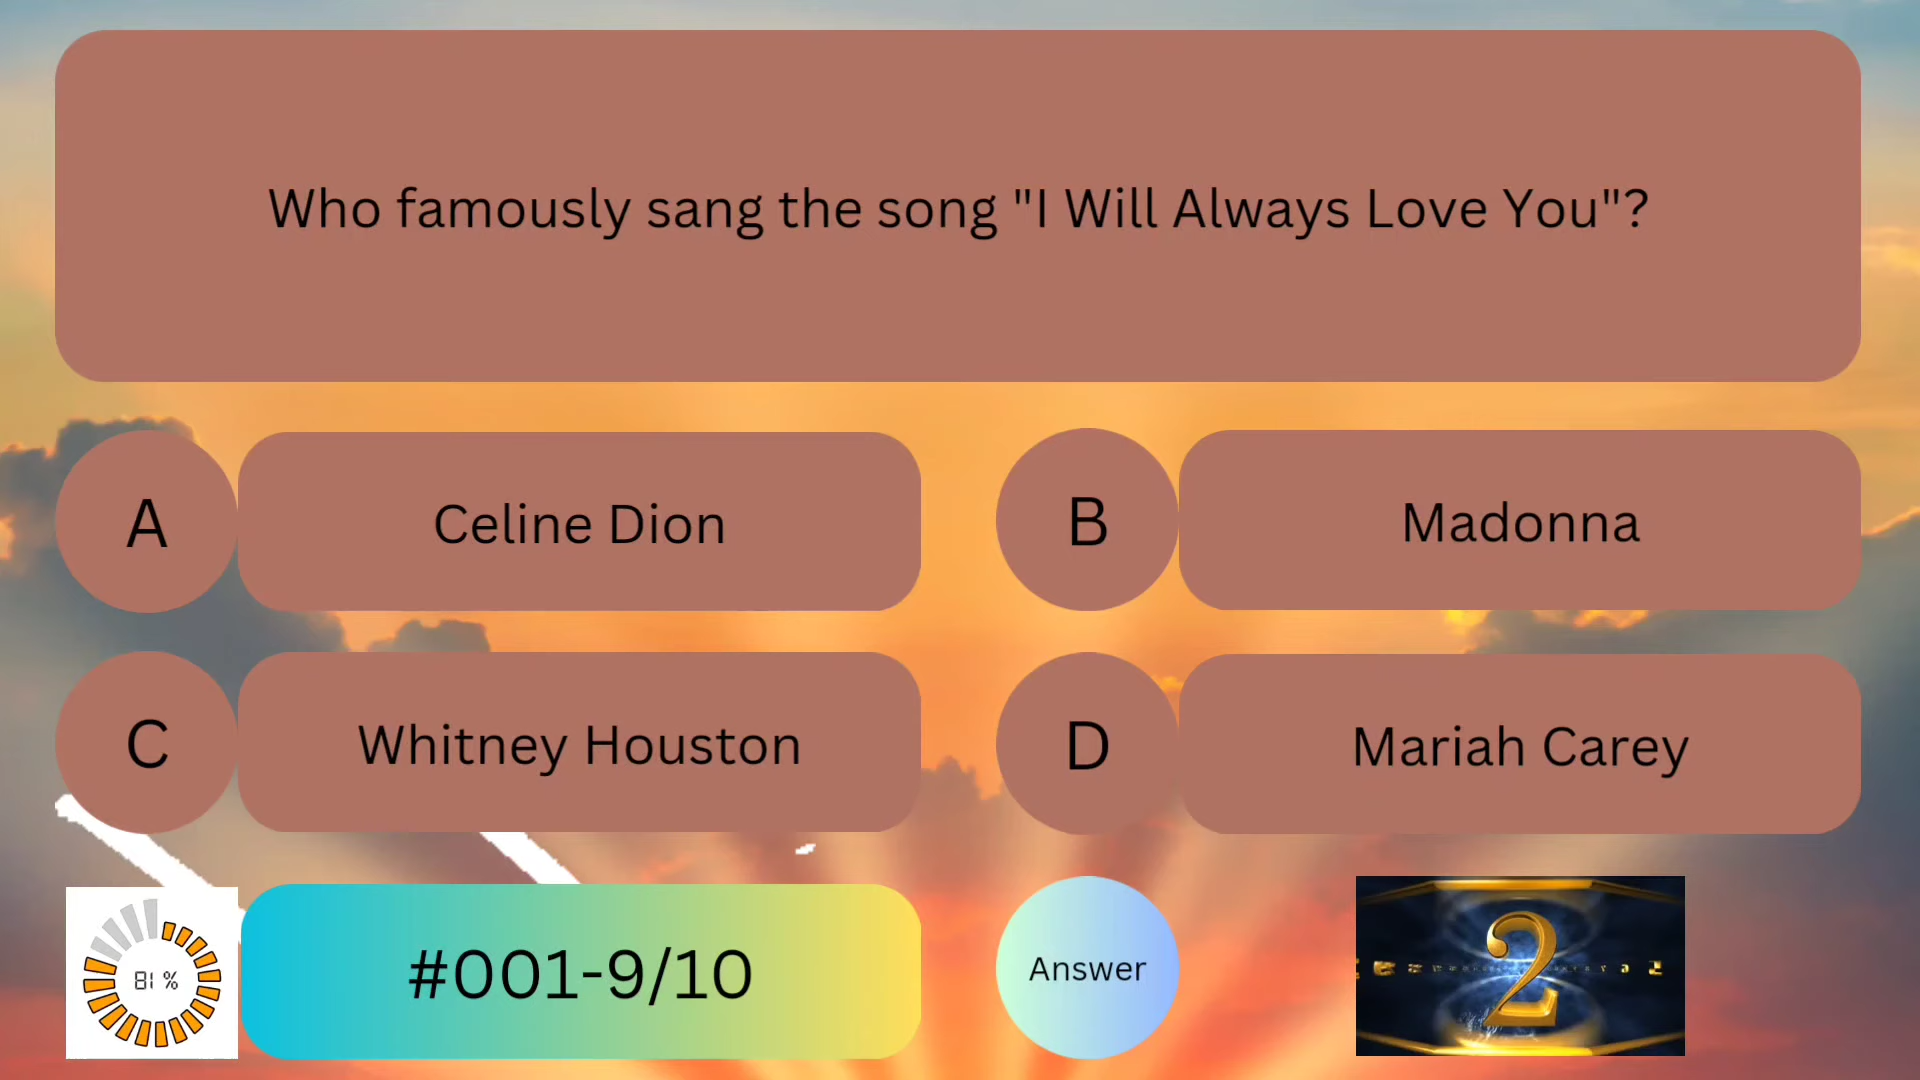 Who famously sang the song "I Will Always Love You"?
A
Celine Dion
B
Madonna
C
Whitney Houston
D
Mariah Carey
81 %
#001-9/10
Answer
2